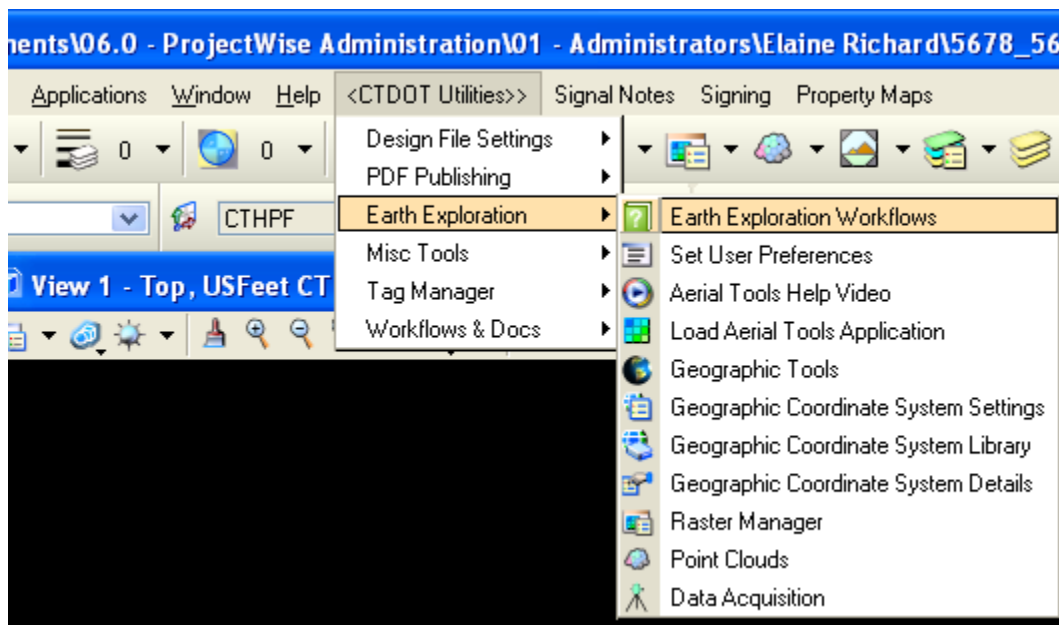 ments\06.0 - ProjectWise Administration\01 - Administrators\Elaine Richard\5678_56
Applications Window Help <CTDOT Utilities>> Signal Notes Signing Property Maps
0 0
Design File Settings
PDF Publishing
Earth Exploration
Misc Tools
Tag Manager
Workflows & Docs
Earth Exploration Workflows
Set User Preferences
Aerial Tools Help Video
Load Aerial Tools Application
Geographic Tools
Geographic Coordinate System Settings
Geographic Coordinate System Library
Geographic Coordinate System Details
Raster Manager
Point Clouds
Data Acquisition
CTHPF
View 1 - Top, USFeet CT